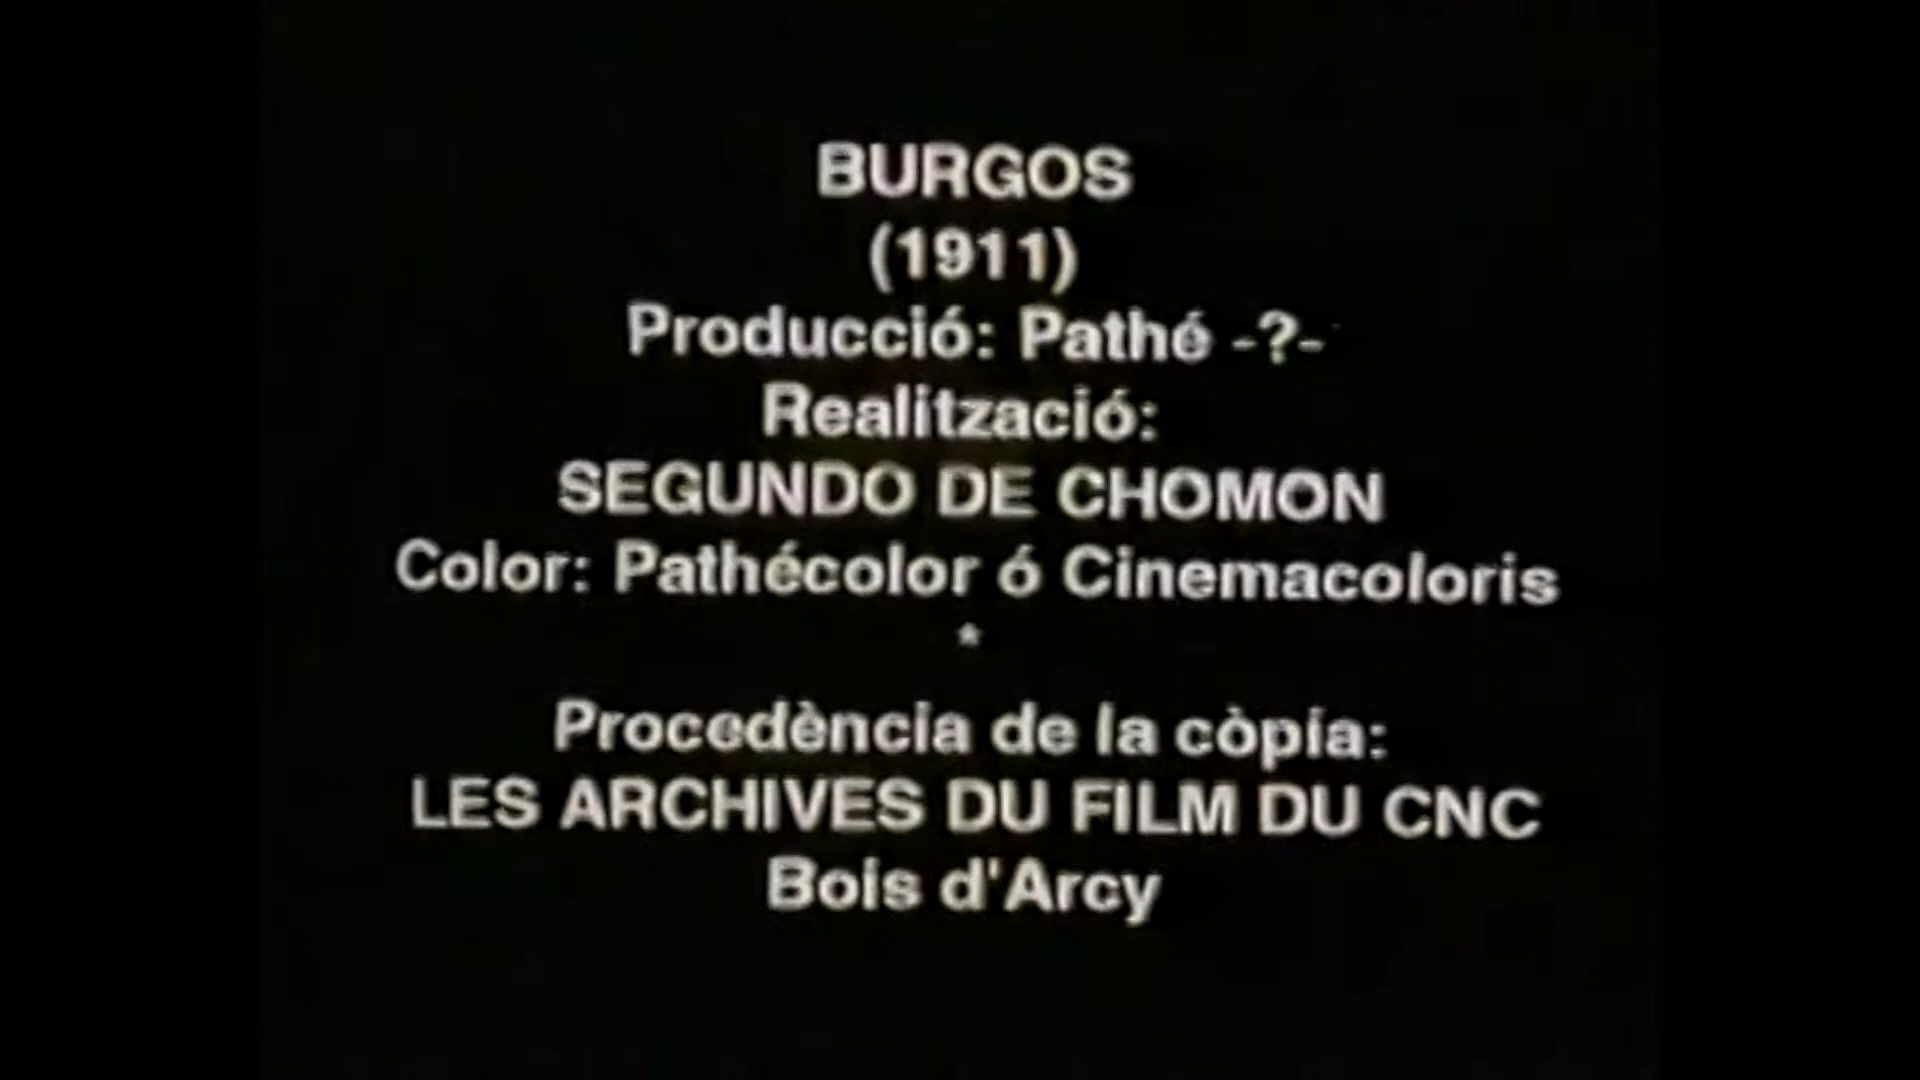 BURGOS
(1911)
Producció: Pathé -?-
Realització:
SEGUNDO DE CHOMON
Color: Pathécolor ó Cinemacoloris
*
Procedència de la còpia:
LES ARCHIVES DU FILM DU CNC
Bois d'Arcy